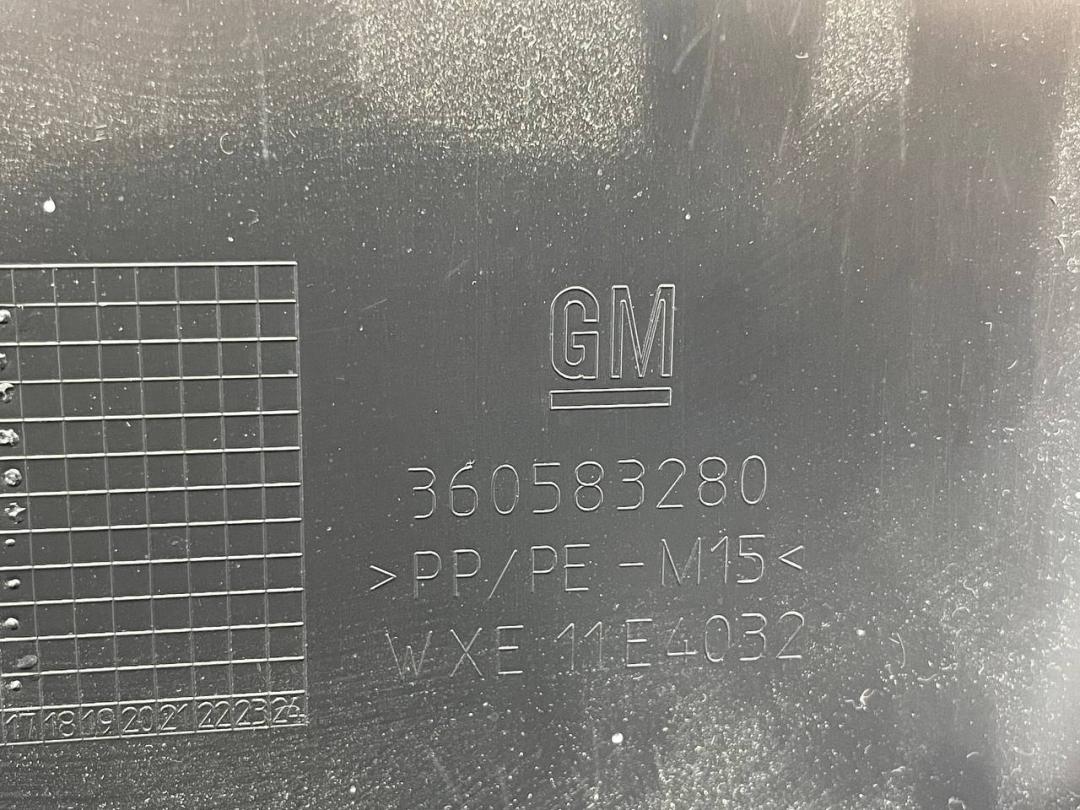 GM
360583280
>PP/PE-M15<
WXE 11E4032
17 18 19 20 21 22 23 24